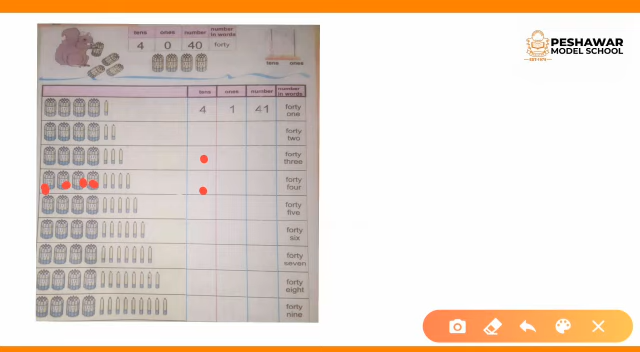 tens ones number number in words
4 0 40 forty
tens ones
PESHAWAR
MODEL SCHOOL
tens ones number number in words
4 1 41 forty one
forty two
forty three
forty four
forty five
forty six
forty seven
forty eight
forty nine